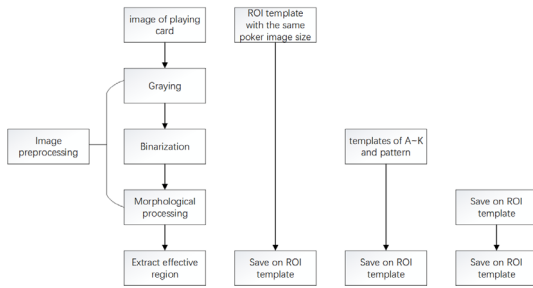 image of playing
card
ROI template
with the same
poker image size
Graying
Image
preprocessing
Binarization
templates of A-K
and pattern
Morphological
processing
Save on ROI
template
Extract effective
region
Save on ROI
template
Save on ROI
template
Save on ROI
template